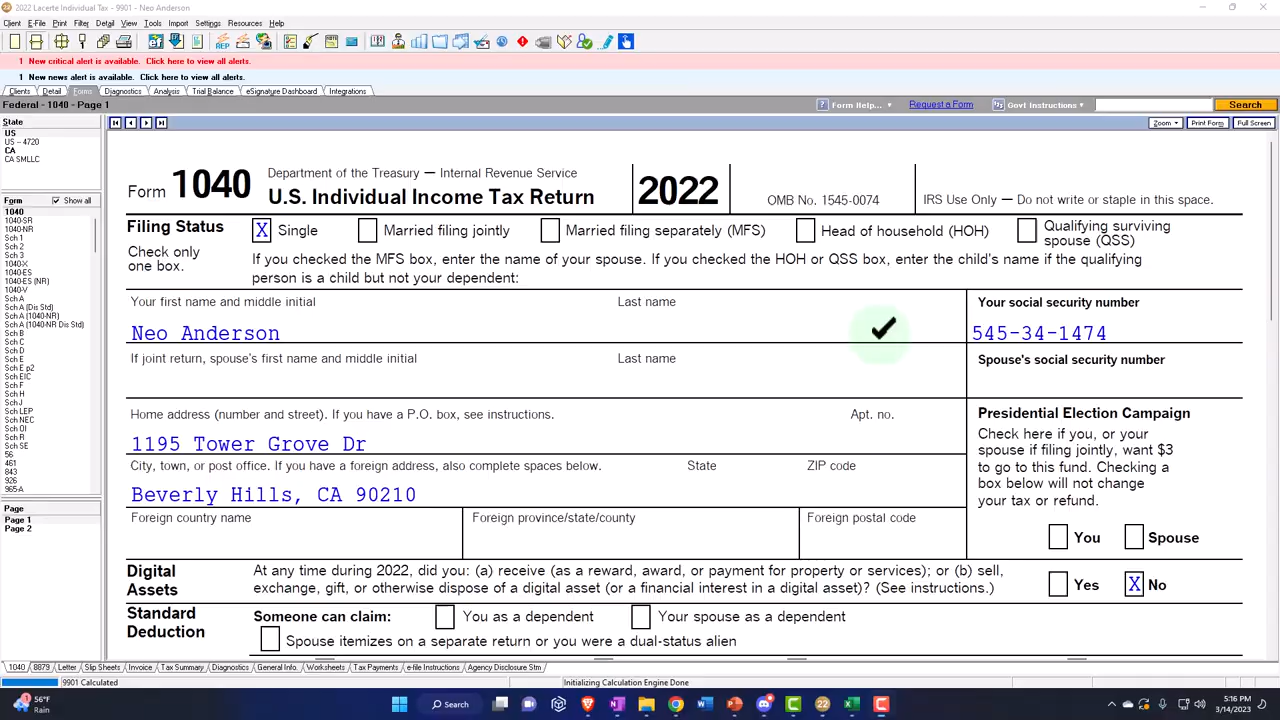 2022 Lacerte Individual Tax - 9901 - Neo Anderson
Client E-File Print Filter Detail View Tools Import Settings Resources Help
1 New critical alert is available. Click here to view all alerts.
1 New news alert is available. Click here to view all alerts.
Clients Detail Forms Diagnostics Analysis Trial Balance eSignature Dashboard Integrations
Federal - 1040 - Page 1 Form Help... Request a Form Govt Instructions Search
Zoom Print Form Full Screen
State
US
US - 4720
CA
CA SMLLC
Form Show all
1040
1040-SR
1040-NR
Sch 1
Sch 2
Sch 3
1040-X
1040-ES
1040-ES (NR)
1040-V
Sch A
Sch A (Dis Std)
Sch A (1040-NR)
Sch A (1040-NR Dis Std)
Sch B
Sch C
Sch D
Sch E
Sch E p2
Sch EIC
Sch F
Sch H
Sch J
Sch LEP
Sch NEC
Sch OI
Sch R
Sch SE
56
461
843
926
965-A
Page
Page 1
Page 2
Form 1040 Department of the Treasury — Internal Revenue Service
U.S. Individual Income Tax Return 2022 OMB No. 1545-0074 IRS Use Only — Do not write or staple in this space.
Filing Status X Single Married filing jointly Married filing separately (MFS) Head of household (HOH) Qualifying surviving spouse (QSS)
Check only one box.
If you checked the MFS box, enter the name of your spouse. If you checked the HOH or QSS box, enter the child's name if the qualifying
person is a child but not your dependent:
Your first name and middle initial Last name Your social security number
Neo Anderson 545-34-1474
If joint return, spouse's first name and middle initial Last name Spouse's social security number
Home address (number and street). If you have a P.O. box, see instructions. Apt. no.
1195 Tower Grove Dr
City, town, or post office. If you have a foreign address, also complete spaces below. State ZIP code
Beverly Hills, CA 90210
Foreign country name Foreign province/state/county Foreign postal code
Presidential Election Campaign
Check here if you, or your
spouse if filing jointly, want $3
to go to this fund. Checking a
box below will not change
your tax or refund.
You Spouse
Digital Assets
At any time during 2022, did you: (a) receive (as a reward, award, or payment for property or services); or (b) sell,
exchange, gift, or otherwise dispose of a digital asset (or a financial interest in a digital asset)? (See instructions.) Yes X No
Standard Deduction
Someone can claim: You as a dependent Your spouse as a dependent
Spouse itemizes on a separate return or you were a dual-status alien
1040 8879 Letter Slip Sheets Invoice Tax Summary Diagnostics General Info. Worksheets Tax Payments e-file Instructions Agency Disclosure Stm
9901 Calculated Initializing Calculation Engine Done
56°F
Rain
Search
5:16 PM
3/14/2023